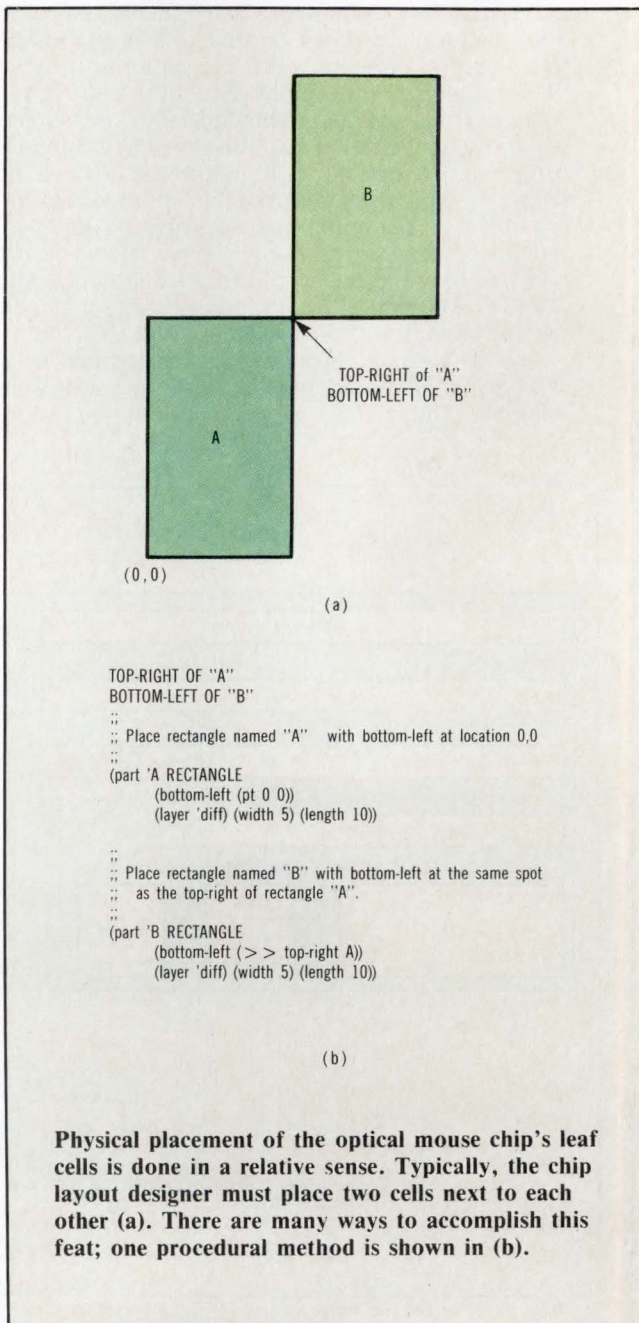 B
TOP-RIGHT of "A"
BOTTOM-LEFT OF "B"
A
(0,0)
(a)
TOP-RIGHT OF "A"
BOTTOM-LEFT OF "B"
;;
;; Place rectangle named "A" with bottom-left at location 0,0
;;
(part 'A RECTANGLE
(bottom-left (pt 0 0))
(layer 'diff) (width 5) (length 10))
;;
;; Place rectangle named "B" with bottom-left at the same spot
;; as the top-right of rectangle "A".
;;
(part 'B RECTANGLE
(bottom-left (> > top-right A))
(layer 'diff) (width 5) (length 10))
(b)
Physical placement of the optical mouse chip's leaf
cells is done in a relative sense. Typically, the chip
layout designer must place two cells next to each
other (a). There are many ways to accomplish this
feat; one procedural method is shown in (b).